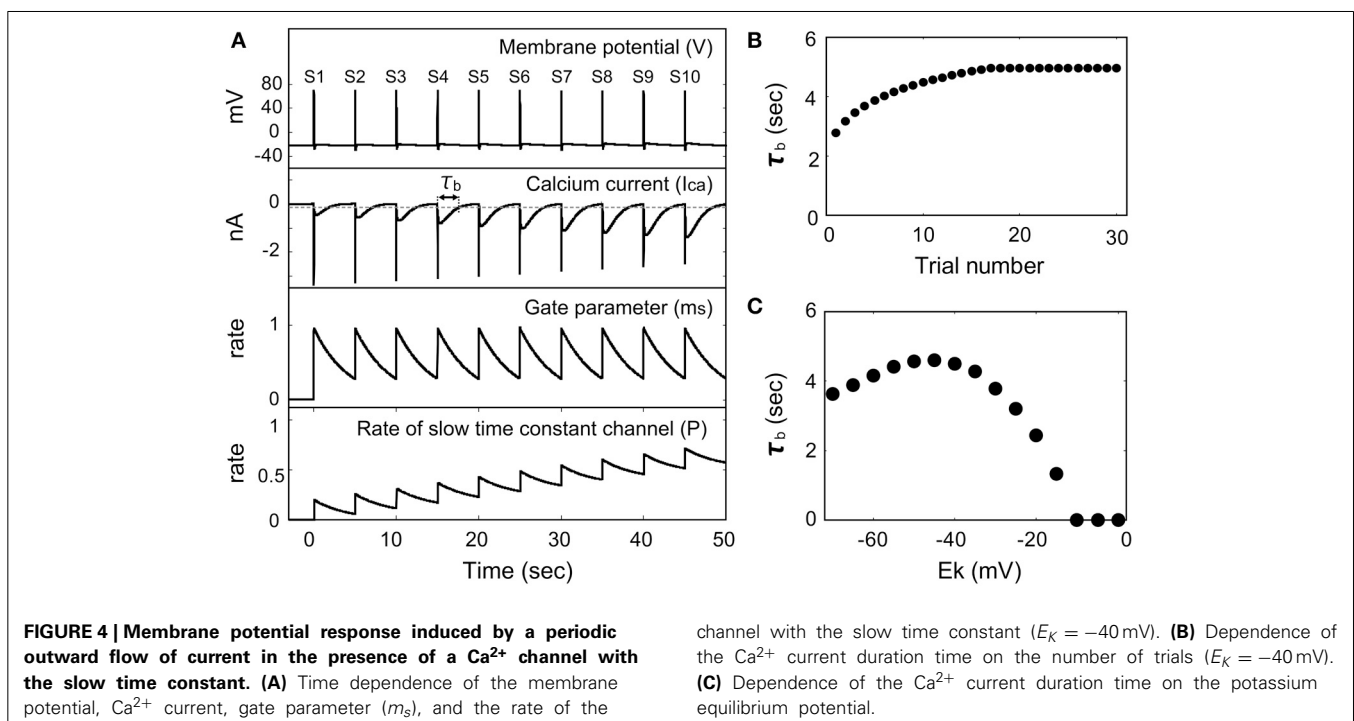 A
Membrane potential (V)
S1 S2 S3 S4 S5 S6 S7 S8 S9 S10
mV
80
40
0
-40
τb
Calcium current (Ica)
nA
0
-2
Gate parameter (ms)
rate
1
0
Rate of slow time constant channel (P)
rate
1
0.5
0
0 10 20 30 40 50
Time (sec)
B
τb (sec)
6
4
2
0
0 10 20 30
Trial number
C
τb (sec)
6
4
2
0
-60 -40 -20 0
Ek (mV)
FIGURE 4 | Membrane potential response induced by a periodic
outward flow of current in the presence of a Ca²⁺ channel with
the slow time constant. (A) Time dependence of the membrane
potential, Ca²⁺ current, gate parameter (ms), and the rate of the
channel with the slow time constant (EK = −40 mV). (B) Dependence of
the Ca²⁺ current duration time on the number of trials (EK = −40 mV).
(C) Dependence of the Ca²⁺ current duration time on the potassium
equilibrium potential.